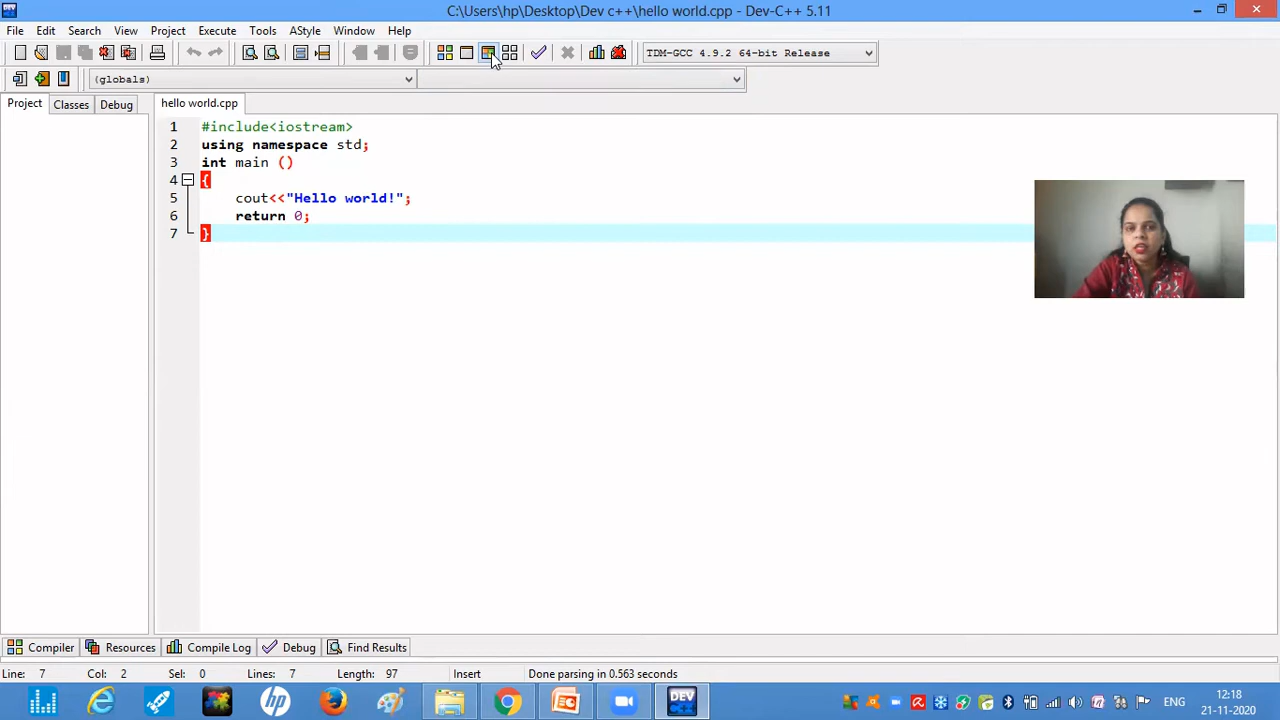 C:\Users\hp\Desktop\Dev c++\hello world.cpp - Dev-C++ 5.11
File Edit Search View Project Execute Tools AStyle Window Help
TDM-GCC 4.9.2 64-bit Release
(globals)
Project Classes Debug
hello world.cpp
1 #include<iostream>
2 using namespace std;
3 int main ()
4 {
5 cout<<"Hello world!";
6 return 0;
7 }
Compiler Resources Compile Log Debug Find Results
Line: 7 Col: 2 Sel: 0 Lines: 7 Length: 97 Insert Done parsing in 0.563 seconds
hp
DEV C++
ENG
12:18
21-11-2020